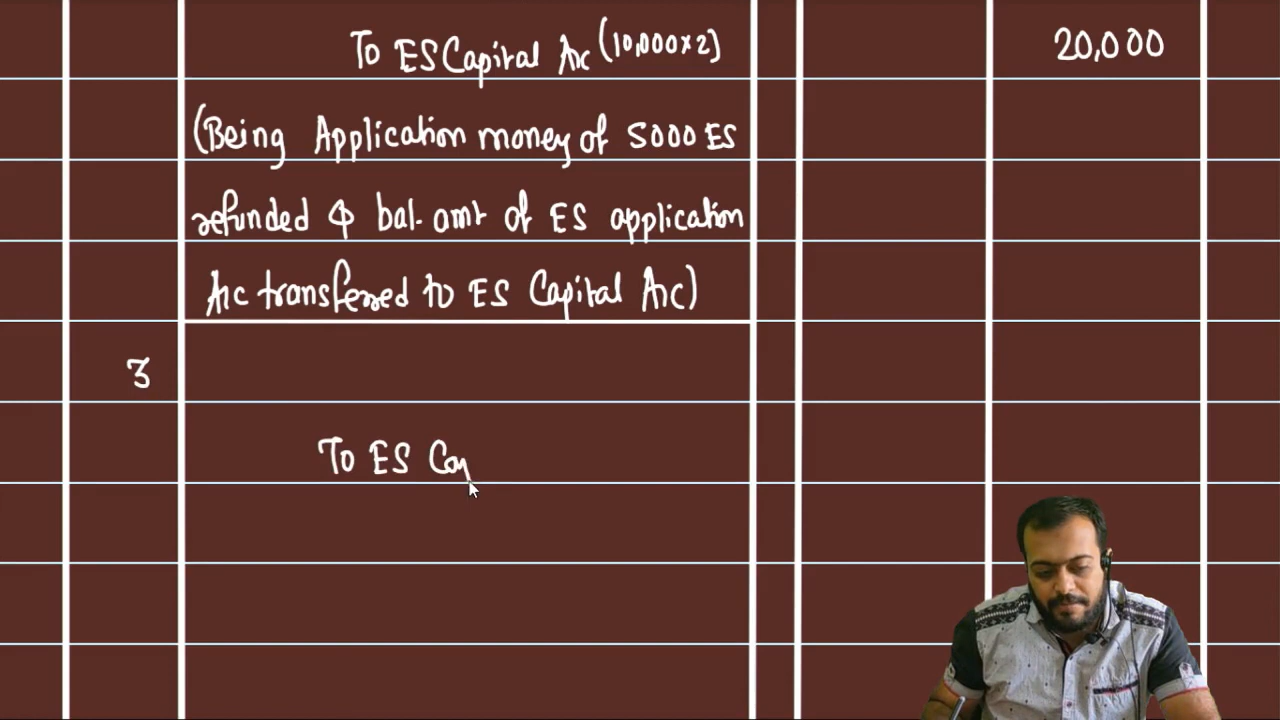 To ES Capital A/c (10,000×2) 20,000
(Being Application money of 5000 ES
refunded & bal. amt of ES application
A/c transferred to ES Capital A/c)
3
To ES Cap